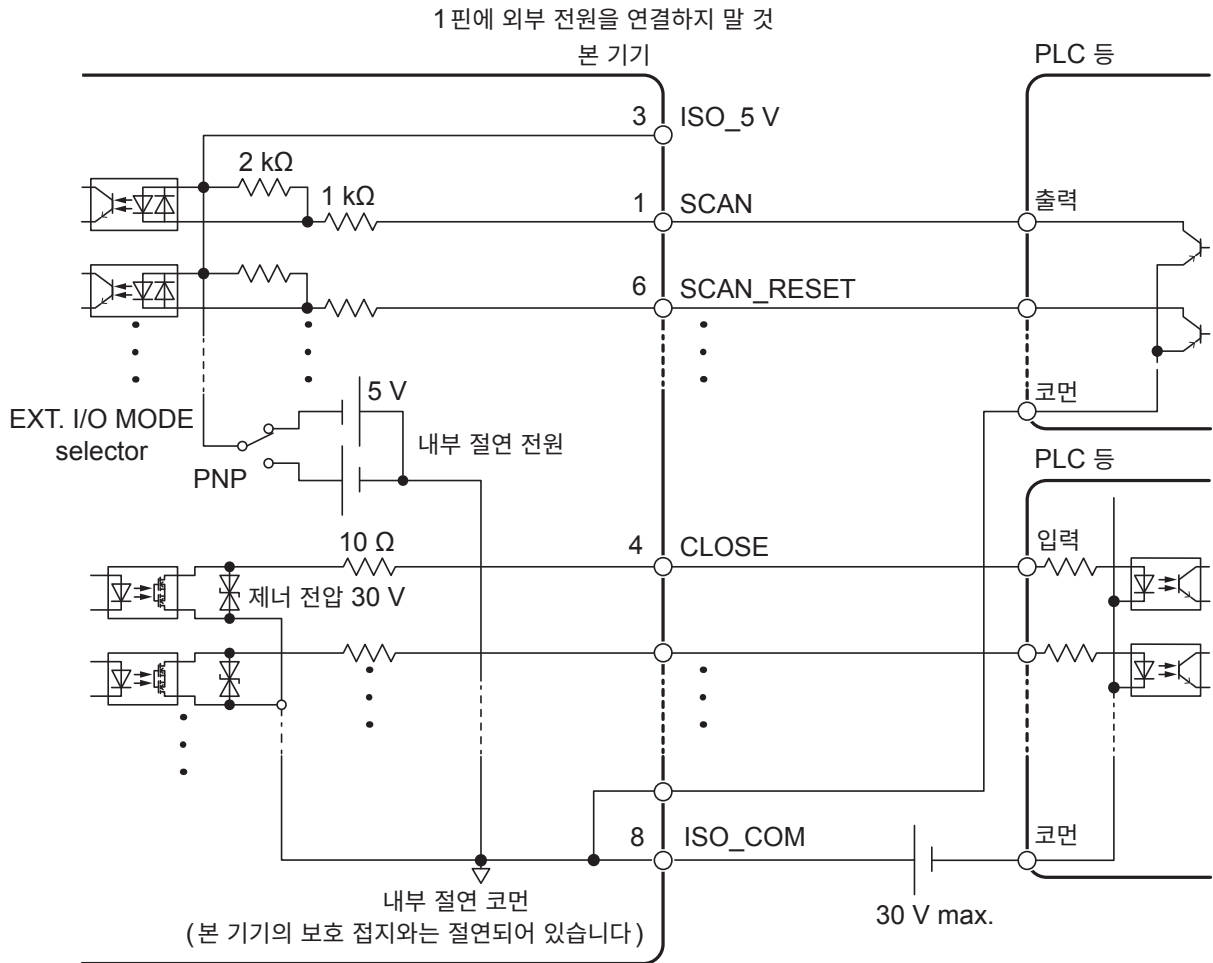 1핀에 외부 전원을 연결하지 말 것
본 기기
PLC 등
3 ISO_5 V
2 kΩ
1 kΩ
1 SCAN
출력
6 SCAN_RESET
5 V
코먼
EXT. I/O MODE
selector
내부 절연 전원
PNP
PLC 등
10 Ω
4 CLOSE
입력
제너 전압 30 V
8 ISO_COM
코먼
내부 절연 코먼
(본 기기의 보호 접지와는 절연되어 있습니다)
30 V max.